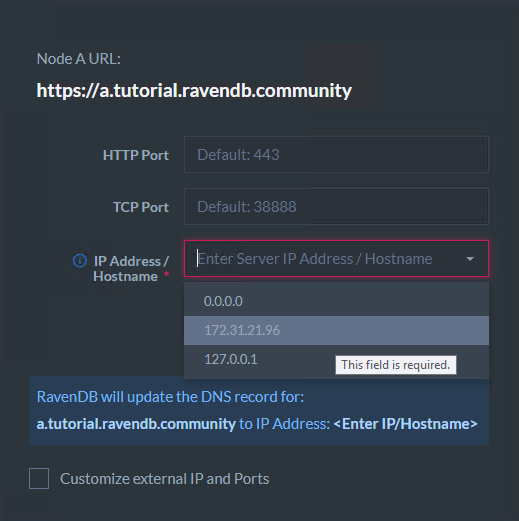 Node A URL:
https://a.tutorial.ravendb.community
HTTP Port
Default: 443
TCP Port
Default: 38888
IP Address /
Hostname *
Enter Server IP Address / Hostname
0.0.0.0
172.31.21.96
127.0.0.1
This field is required.
RavenDB will update the DNS record for:
a.tutorial.ravendb.community to IP Address: <Enter IP/Hostname>
Customize external IP and Ports